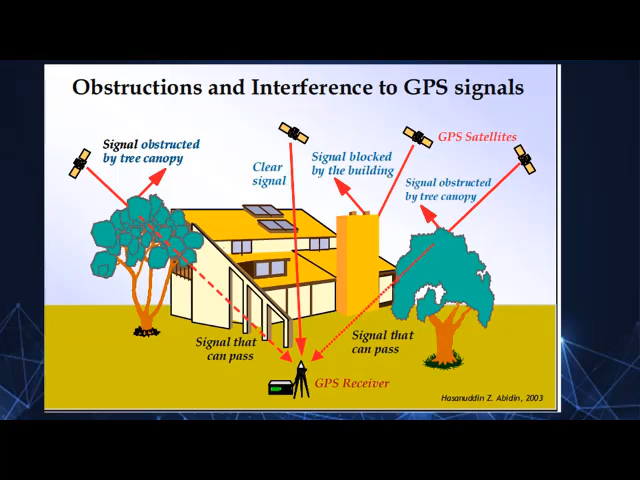 Obstructions and Interference to GPS signals
Signal obstructed
by tree canopy
Clear
signal
Signal blocked
by the building
GPS Satellites
Signal obstructed
by tree canopy
Signal that
can pass
Signal that
can pass
GPS Receiver
Hasanuddin Z. Abidin, 2003